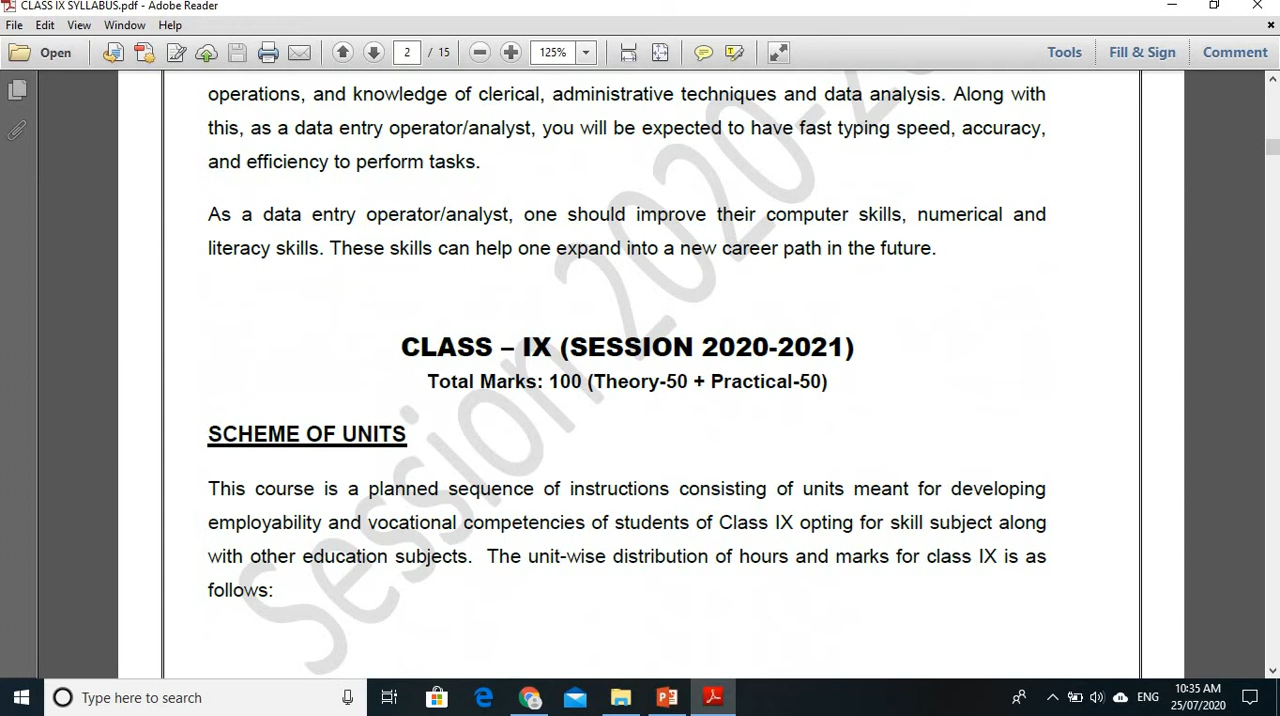 CLASS IX SYLLABUS.pdf - Adobe Reader
File Edit View Window Help
Open 2 / 15 125% Tools Fill & Sign Comment
operations, and knowledge of clerical, administrative techniques and data analysis. Along with
this, as a data entry operator/analyst, you will be expected to have fast typing speed, accuracy,
and efficiency to perform tasks.
As a data entry operator/analyst, one should improve their computer skills, numerical and
literacy skills. These skills can help one expand into a new career path in the future.
CLASS – IX (SESSION 2020-2021)
Total Marks: 100 (Theory-50 + Practical-50)
SCHEME OF UNITS
This course is a planned sequence of instructions consisting of units meant for developing
employability and vocational competencies of students of Class IX opting for skill subject along
with other education subjects. The unit-wise distribution of hours and marks for class IX is as
follows:
Session 2020-20
Type here to search
ENG
10:35 AM
25/07/2020